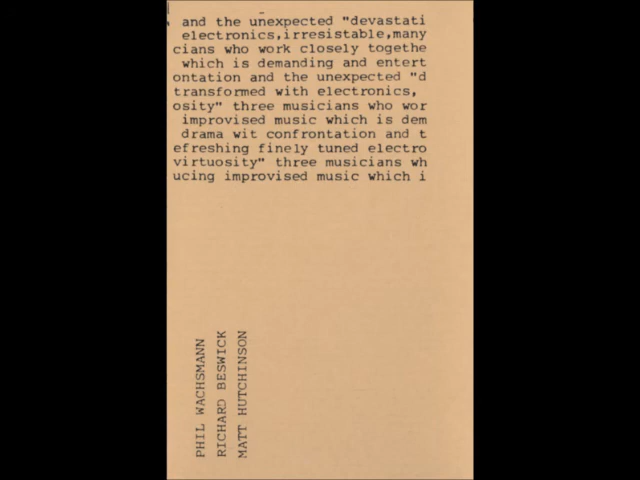 and the unexpected "devastati
electronics,irresistable,many
cians who work closely togethe
which is demanding and entert
ontation and the unexpected "d
transformed with electronics,
osity" three musicians who wor
improvised music which is dem
drama wit confrontation and t
efreshing finely tuned electro
virtuosity" three musicians wh
ucing improvised music which i
PHIL WACHSMANN
RICHARD BESWICK
MATT HUTCHINSON